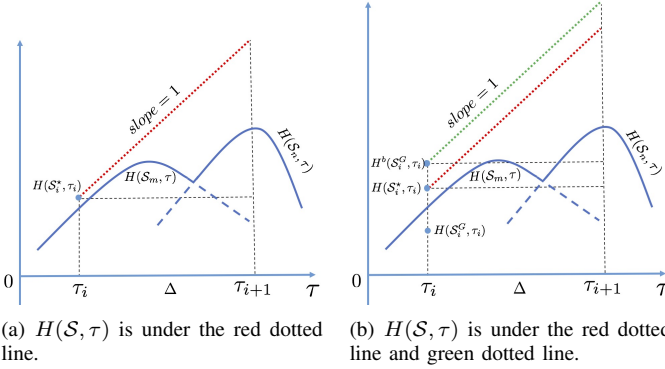 slope = 1
H(S_n, τ)
H(S_m, τ)
H(S_i^⋆, τ_i)
0
τ_i
Δ
τ_{i+1}
τ
(a) H(S, τ) is under the red dotted
line.
slope = 1
H(S_n, τ)
H^b(S_i^G, τ_i)
H(S_m, τ)
H(S_i^⋆, τ_i)
H(S_i^G, τ_i)
0
τ_i
Δ
τ_{i+1}
τ
(b) H(S, τ) is under the red dotted
line and green dotted line.